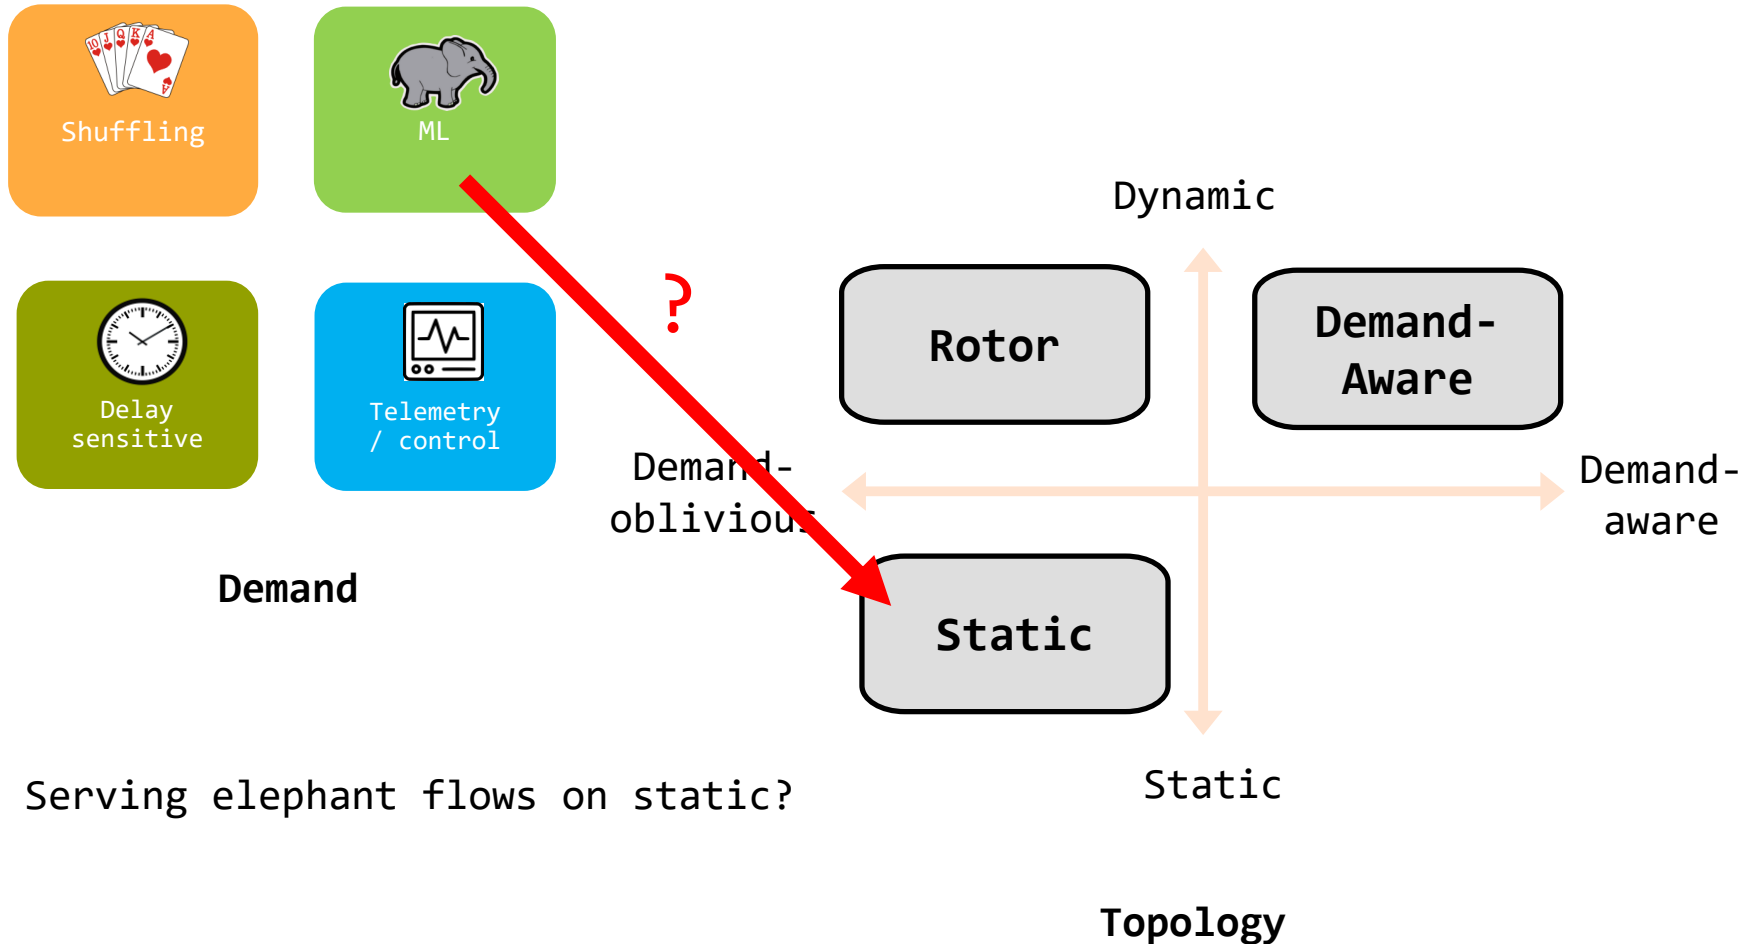 10 J Q K A
A
Shuffling
ML
Delay
sensitive
Telemetry
/ control
Demand
Serving elephant flows on static?
?
Dynamic
Rotor
Demand-
Aware
Demand-
oblivious
Demand-
aware
Static
Static
Topology